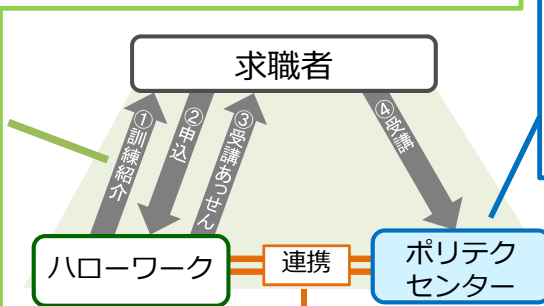 求職者
①訓練紹介
②申込
③受講あっせん
④受講
ハローワーク
連携
ポリテク
センター